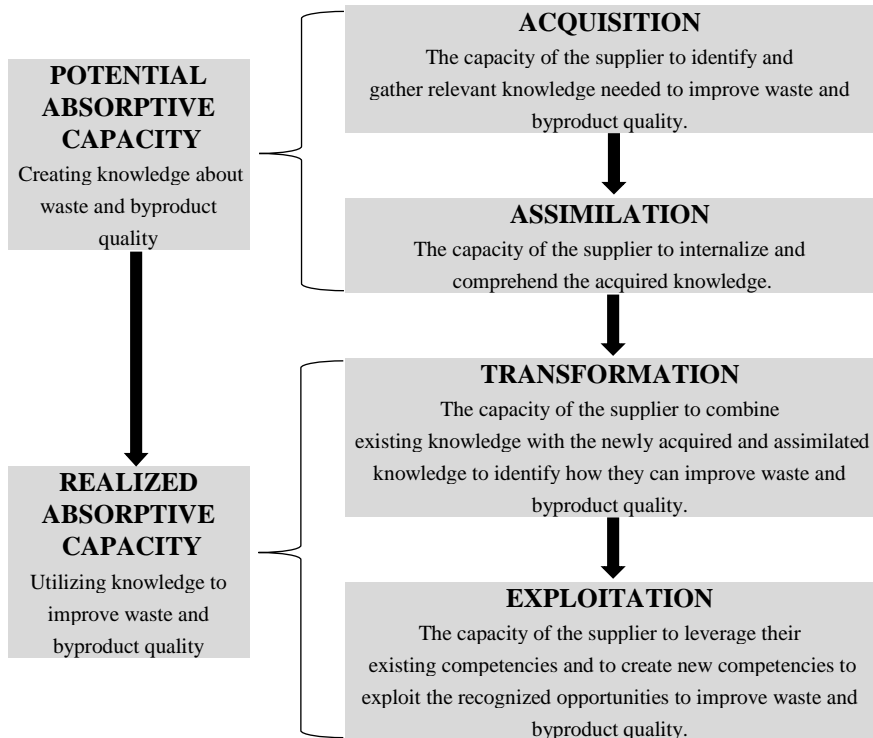 POTENTIAL
ABSORPTIVE
CAPACITY
Creating knowledge about
waste and byproduct
quality
REALIZED
ABSORPTIVE
CAPACITY
Utilizing knowledge to
improve waste and
byproduct quality
ACQUISITION
The capacity of the supplier to identify and
gather relevant knowledge needed to improve waste and
byproduct quality.
ASSIMILATION
The capacity of the supplier to internalize and
comprehend the acquired knowledge.
TRANSFORMATION
The capacity of the supplier to combine
existing knowledge with the newly acquired and assimilated
knowledge to identify how they can improve waste and
byproduct quality.
EXPLOITATION
The capacity of the supplier to leverage their
existing competencies and to create new competencies to
exploit the recognized opportunities to improve waste and
byproduct quality.